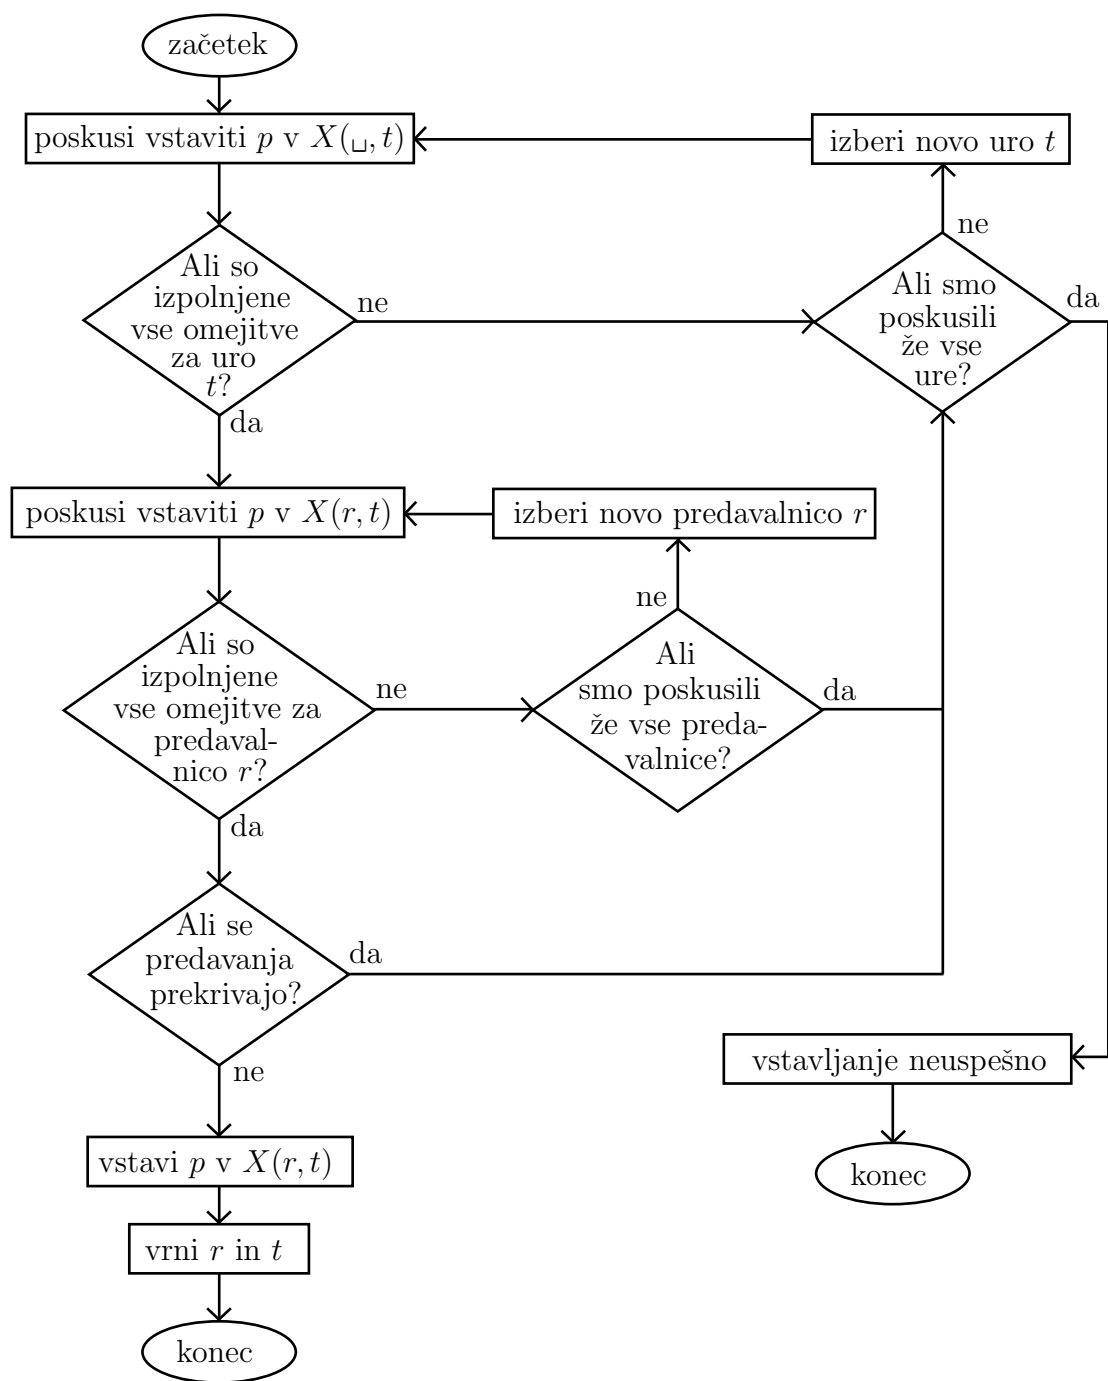 začetek
poskusi vstaviti p v X(␣, t)
izberi novo uro t
ne
Ali so
izpolnjene
vse omejitve
za uro
t?
ne
Ali smo
poskusili
že vse
ure?
da
da
poskusi vstaviti p v X(r, t)
izberi novo predavalnico r
ne
Ali so
izpolnjene
vse omejitve za
predaval-
nico r?
ne
Ali
smo poskusili
že vse preda-
valnice?
da
da
Ali se
predavanja
prekrivajo?
da
ne
vstavljanje neuspešno
vstavi p v X(r, t)
konec
vrni r in t
konec